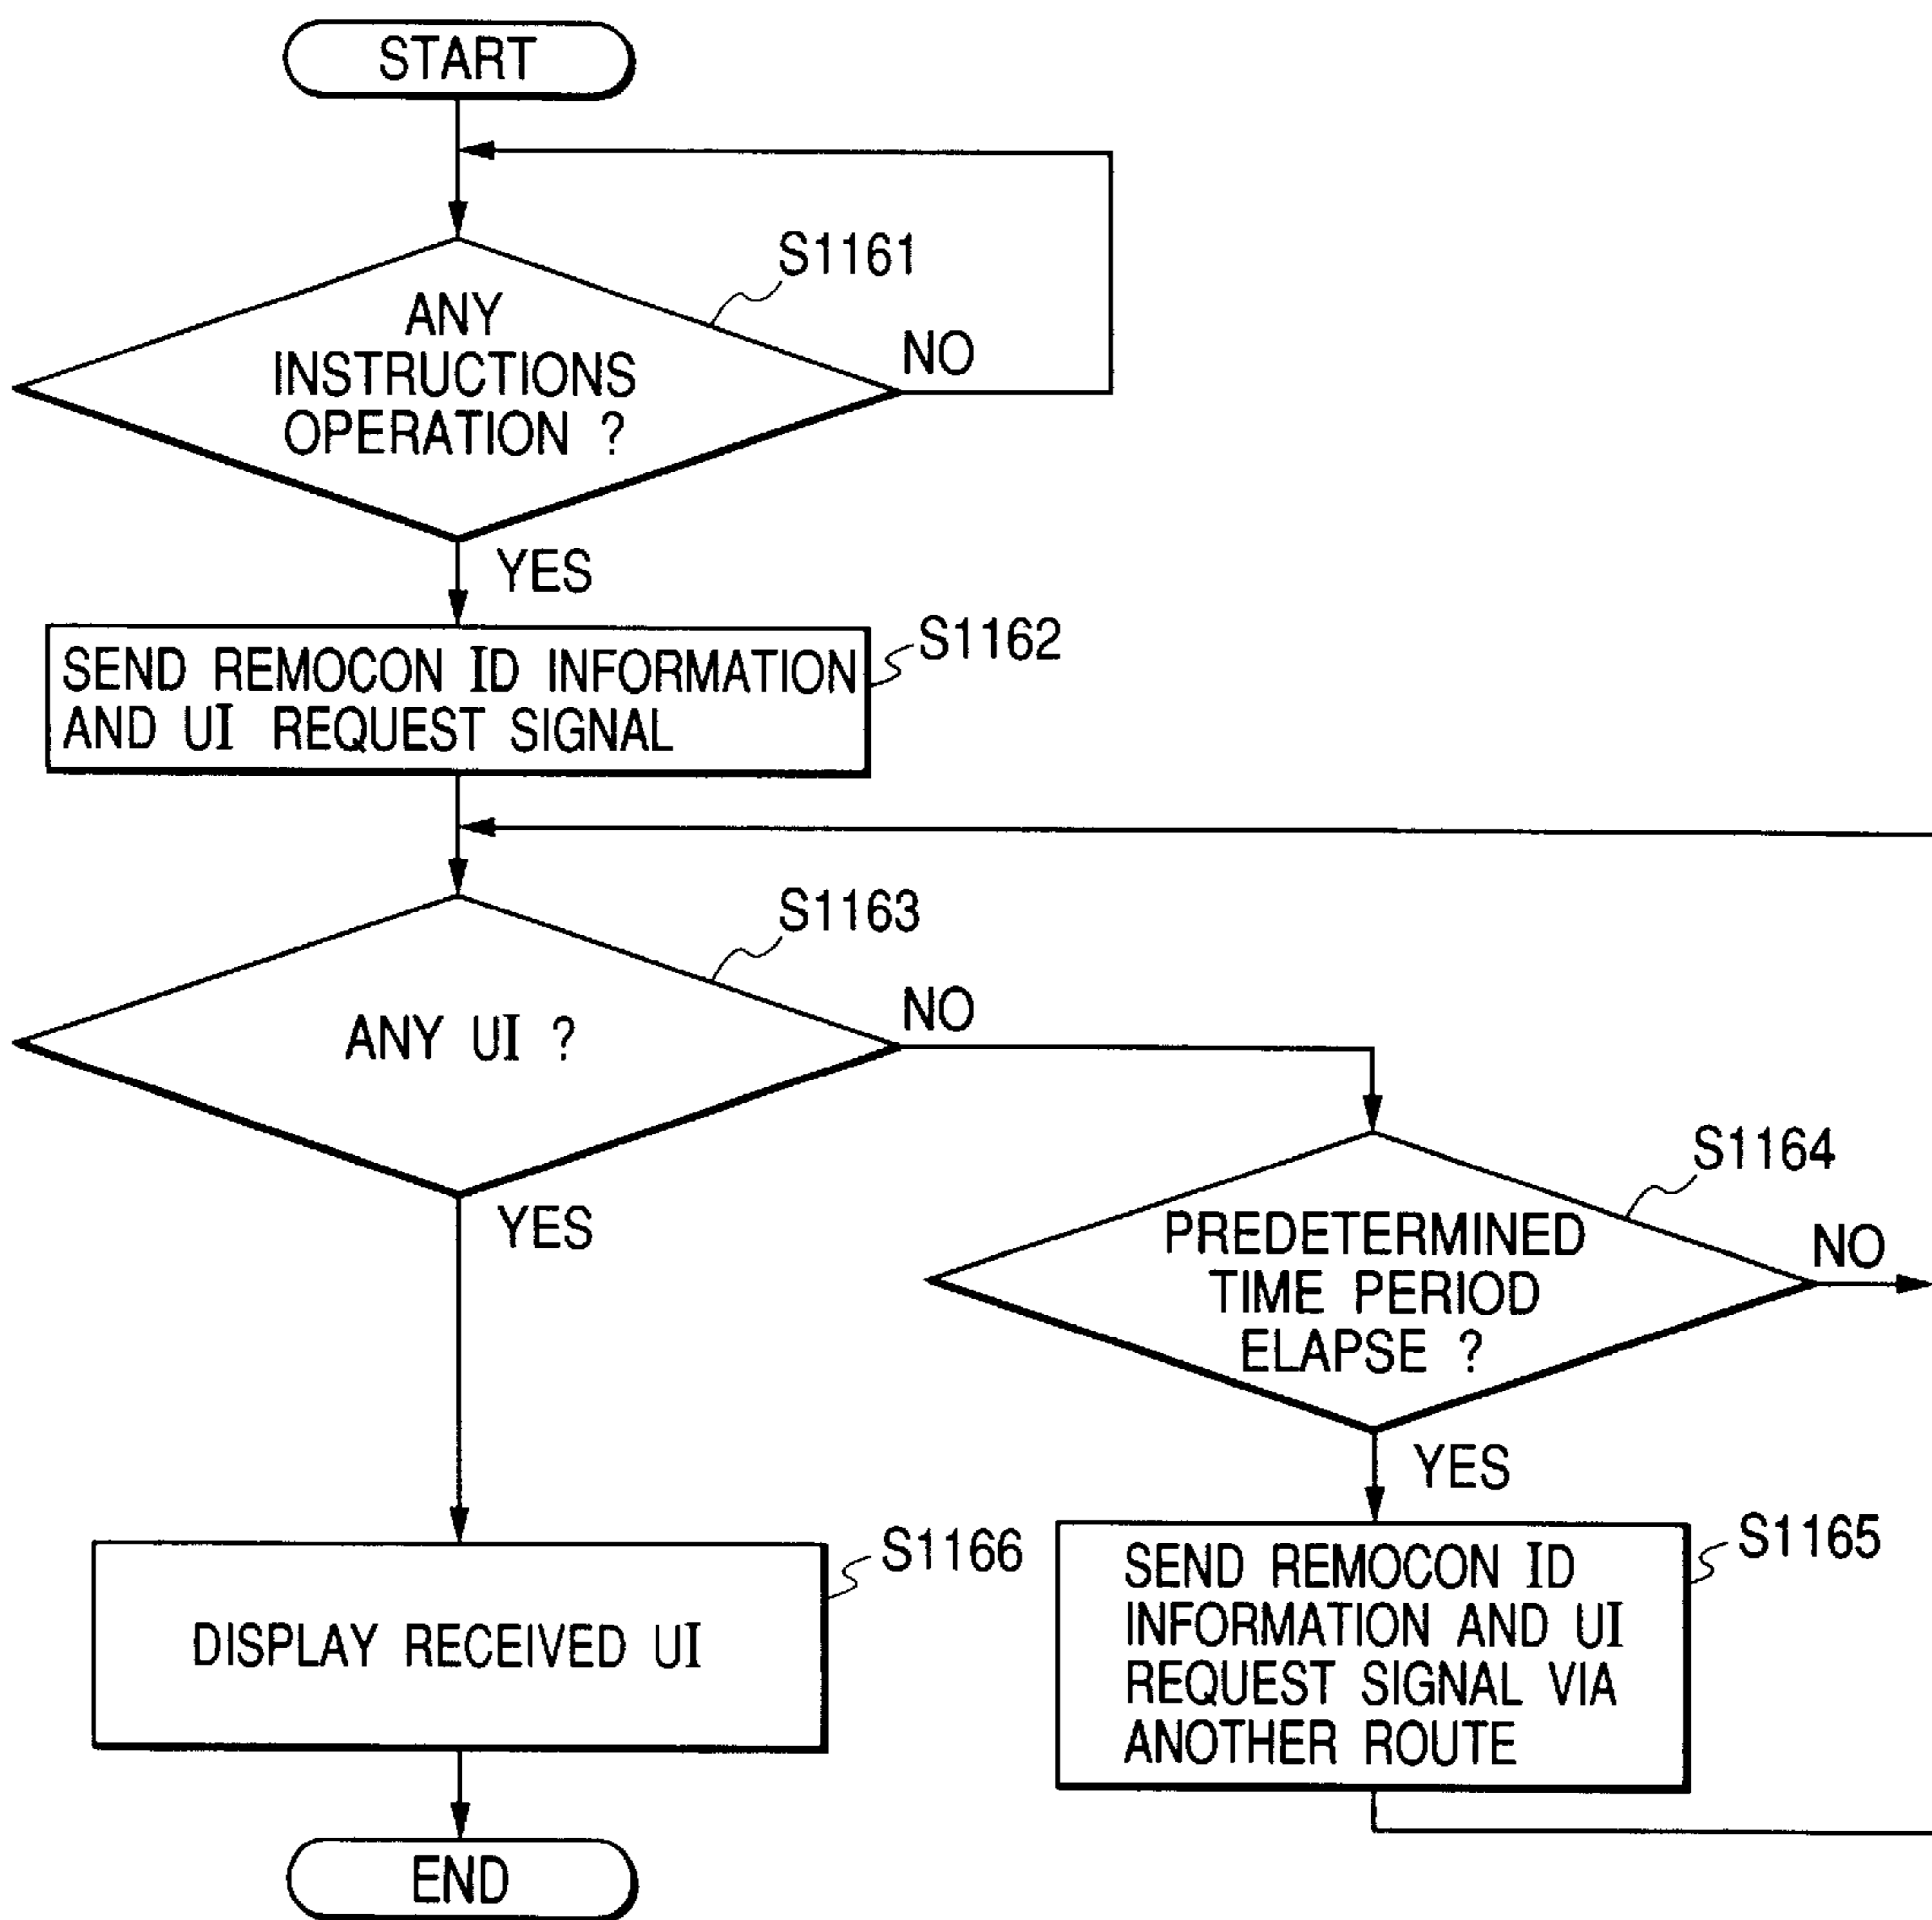 START
S1161
ANY
INSTRUCTIONS
OPERATION ?
NO
YES
S1162
SEND REMOCON ID INFORMATION
AND UI REQUEST SIGNAL
S1163
ANY UI ?
NO
YES
S1164
PREDETERMINED
TIME PERIOD
ELAPSE ?
NO
YES
S1165
SEND REMOCON ID
INFORMATION AND UI
REQUEST SIGNAL VIA
ANOTHER ROUTE
S1166
DISPLAY RECEIVED UI
END